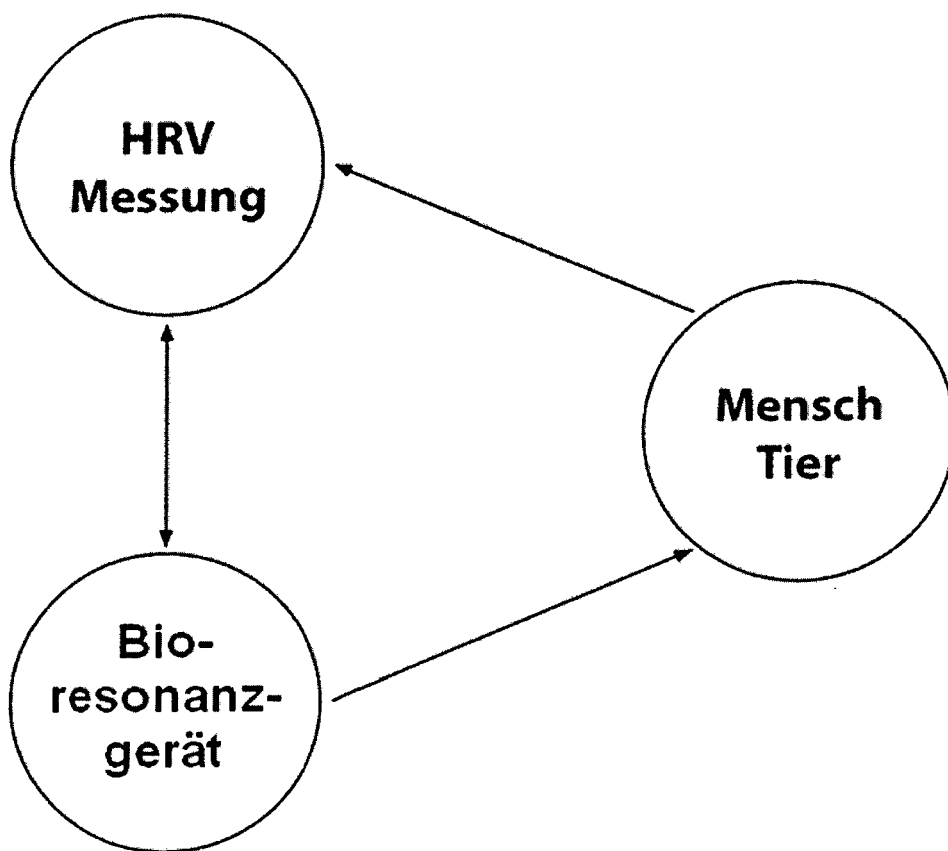 HRV
Messung
Mensch
Tier
Bio-
resonanz-
gerät